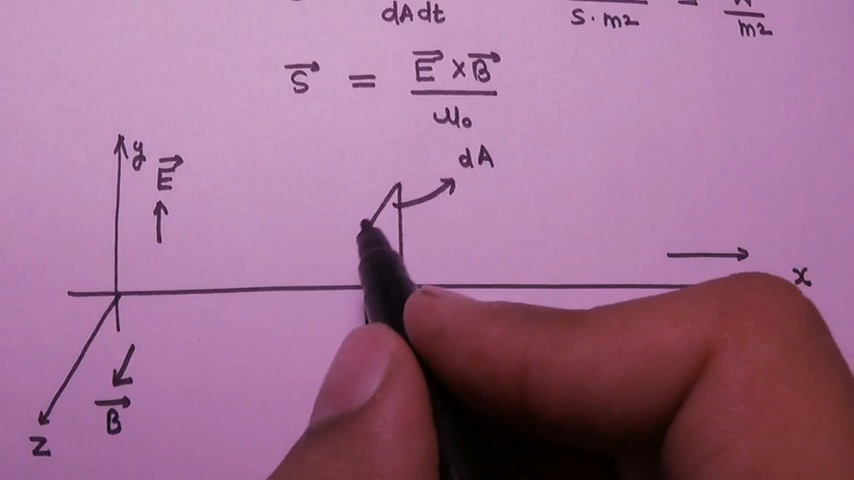 dAdt
S·m2 = 
m2
S⃗ = E⃗ × B⃗
μ₀
dA
y
E⃗
x
B⃗
z